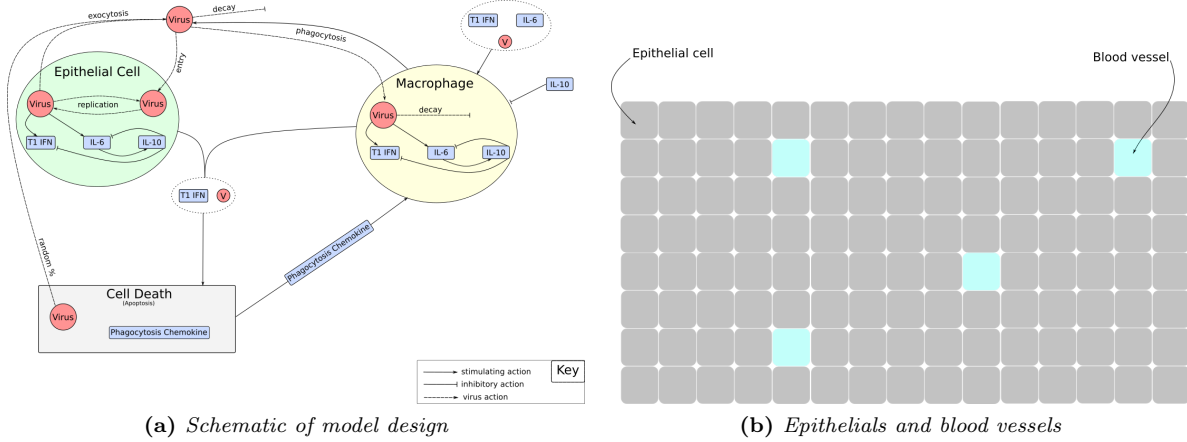 exocytosis
Virus
decay
phagocytosis
entry
T1 IFN
IL-6
V
Epithelial Cell
Virus
replication
Virus
T1 IFN
IL-6
IL-10
Macrophage
IL-10
Virus
decay
T1 IFN
IL-6
IL-10
T1 IFN
V
random %
Phagocytosis Chemokine
Cell Death
(Apoptosis)
Virus
Phagocytosis Chemokine
Key
stimulating action
inhibitory action
virus action
(a) Schematic of model design
Epithelial cell
Blood vessel
(b) Epithelials and blood vessels